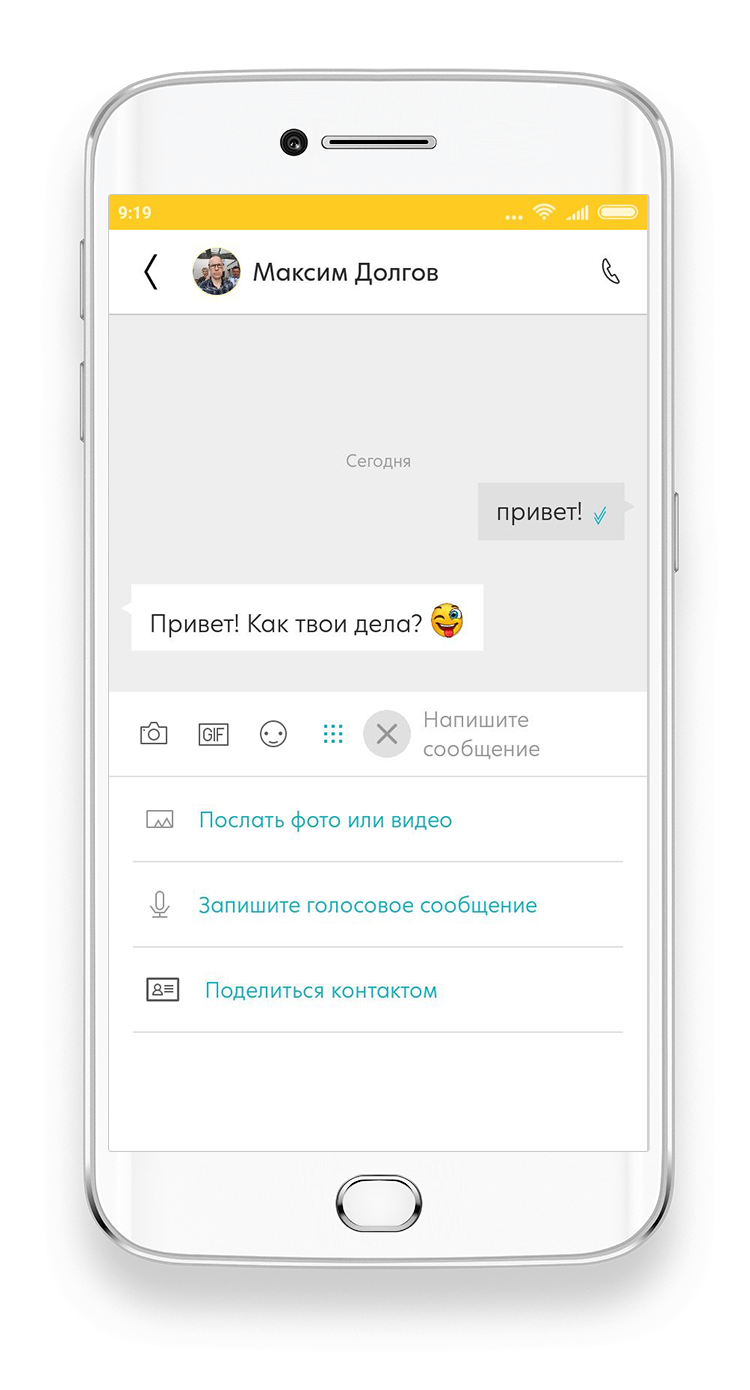 9:19
Максим Долгов
Сегодня
привет!
Привет! Как твои дела?
GIF
Напишите
сообщение
Послать фото или видео
Запишите голосовое сообщение
Поделиться контактом